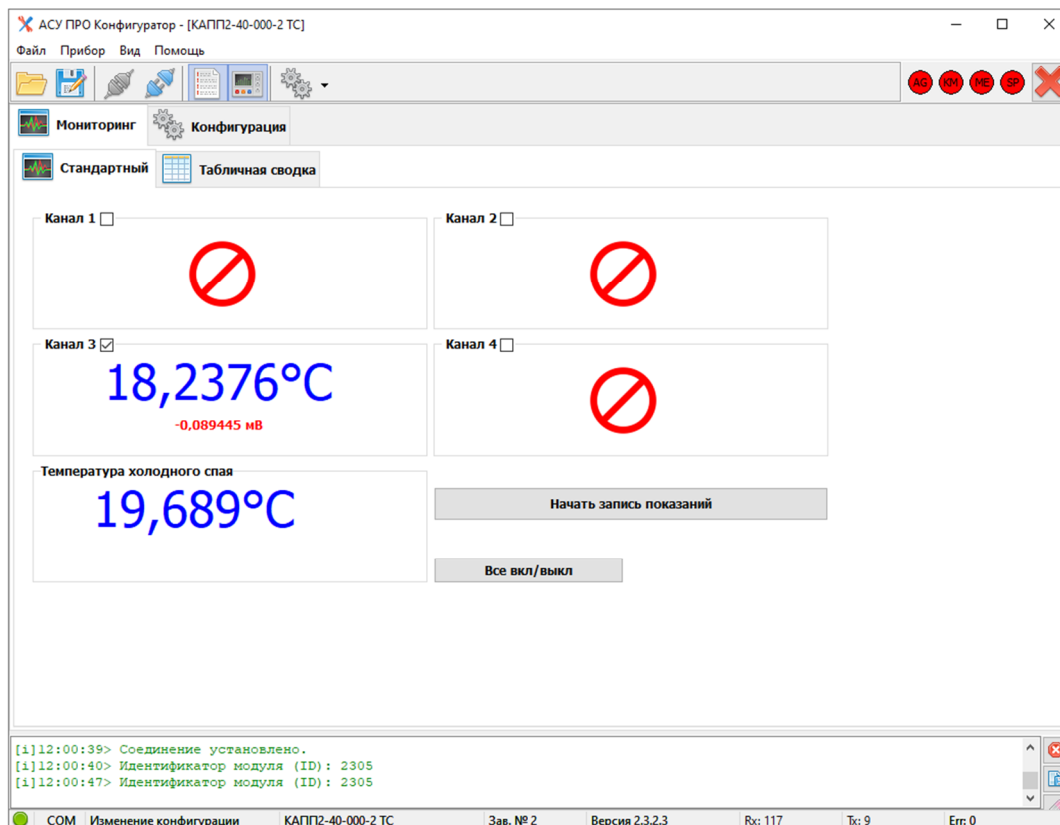 АСУ ПРО Конфигуратор - [КАПП2-40-000-2 ТС]
Файл Прибор Вид Помощь
AG KM ME SP
Мониторинг Конфигурация
Стандартный Табличная сводка
Канал 1 Канал 2
Канал 3 Канал 4
18,2376°C
-0,089445 мВ
Температура холодного спая
19,689°C
Начать запись показаний
Все вкл/выкл
[i]12:00:39> Соединение установлено.
[i]12:00:40> Идентификатор модуля (ID): 2305
[i]12:00:47> Идентификатор модуля (ID): 2305
COM Изменение конфигурации КАПП2-40-000-2 ТС Зав. № 2 Версия 2.3.2.3 Rx: 117 Tx: 9 Err: 0